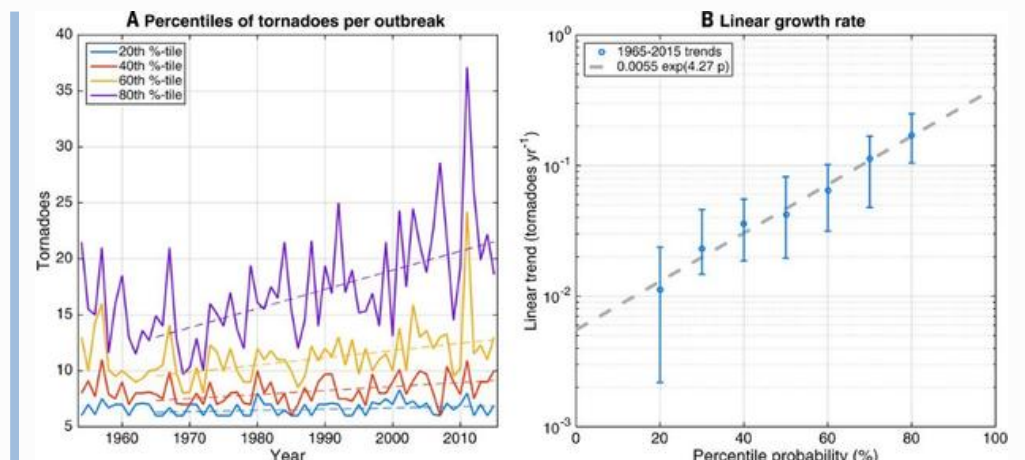 A Percentiles of tornadoes per outbreak
40
35
30
25
20
15
10
5
Tornadoes
20th %-tile
40th %-tile
60th %-tile
80th %-tile
1960
1970
1980
1990
2000
2010
Year
B Linear growth rate
10^0
10^-1
10^-2
10^-3
Linear trend (tornadoes yr^-1)
1965-2015 trends
0.0055 exp(4.27 p)
0
20
40
60
80
100
Percentile probability (%)